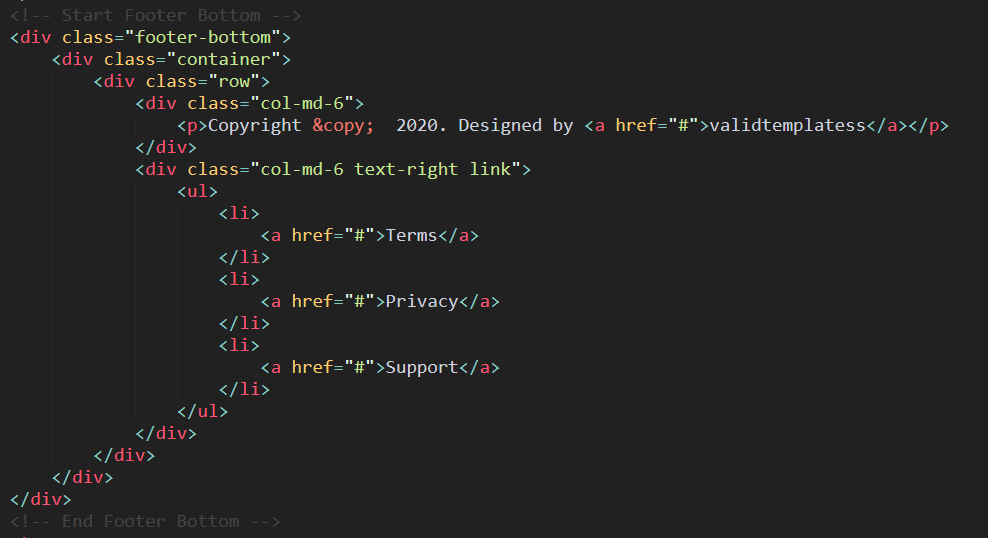 <!-- Start Footer Bottom -->
<div class="footer-bottom">
    <div class="container">
        <div class="row">
            <div class="col-md-6">
                <p>Copyright &copy;  2020. Designed by <a href="#">validtemplatess</a></p>
            </div>
            <div class="col-md-6 text-right link">
                <ul>
                    <li>
                        <a href="#">Terms</a>
                    </li>
                    <li>
                        <a href="#">Privacy</a>
                    </li>
                    <li>
                        <a href="#">Support</a>
                    </li>
                </ul>
            </div>
        </div>
    </div>
</div>
<!-- End Footer Bottom -->